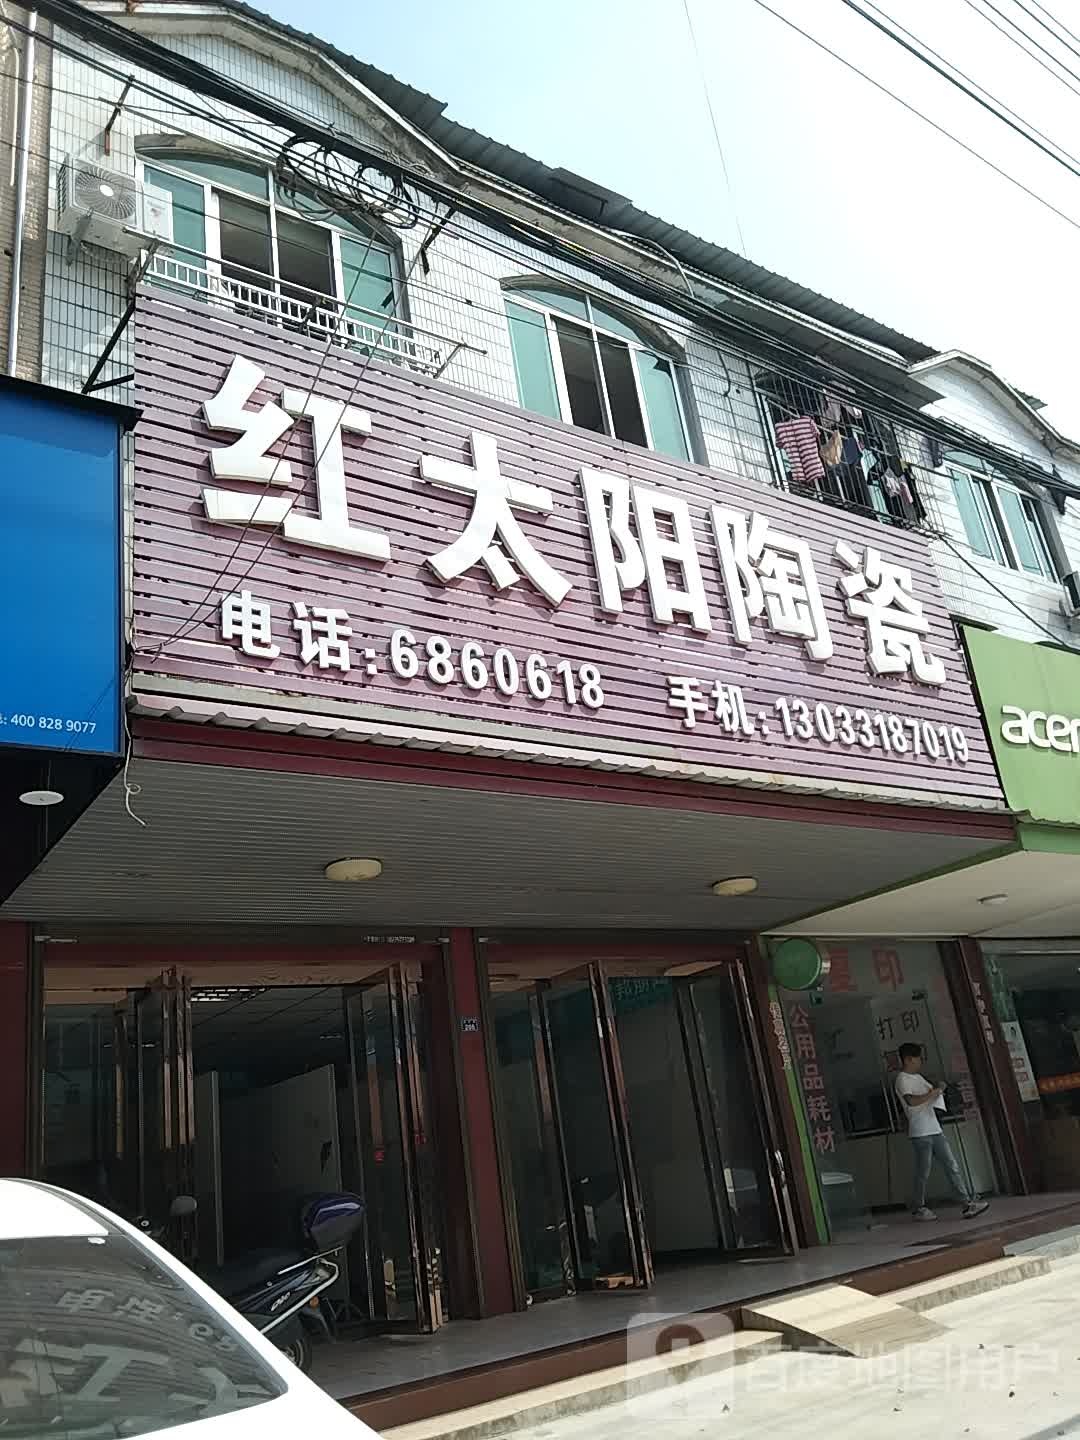 红太阳陶瓷
电话:6860618 手机:13033187019
400 828 9077
acer
复印
打印
公用品耗材
百度地图用户